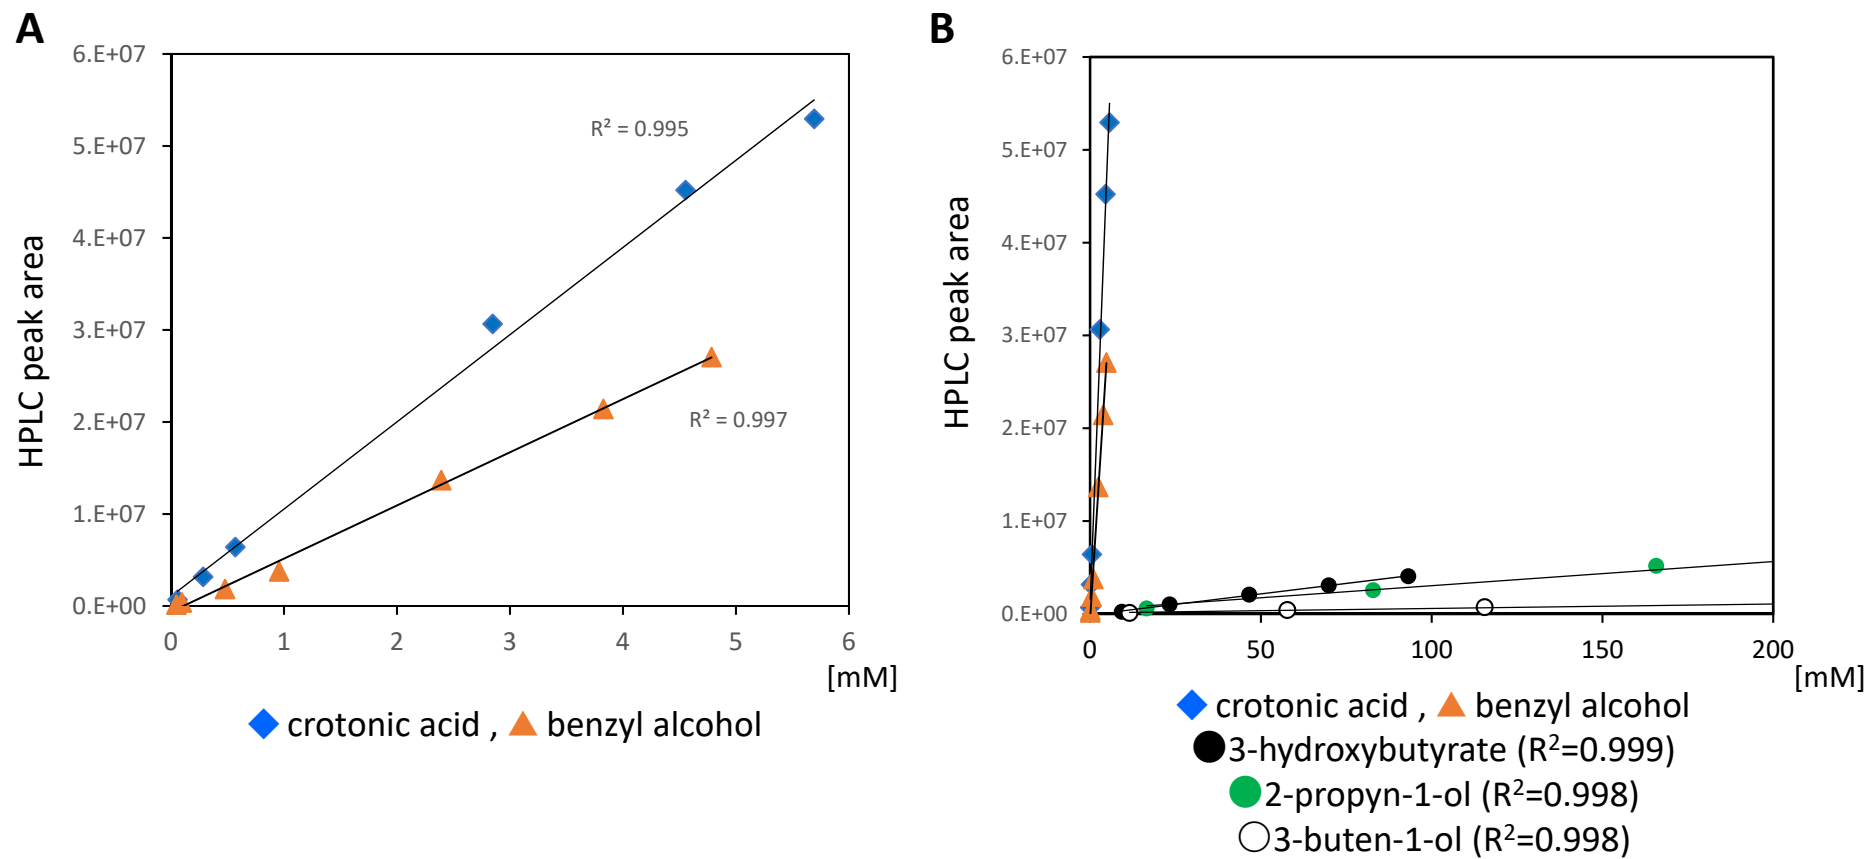 A
HPLC peak area
6.E+07
5.E+07
4.E+07
3.E+07
2.E+07
1.E+07
0.E+00
R² = 0.995
R² = 0.997
0 1 2 3 4 5 6
[mM]
crotonic acid , benzyl alcohol
B
HPLC peak area
6.E+07
5.E+07
4.E+07
3.E+07
2.E+07
1.E+07
0.E+00
0 50 100 150 200
[mM]
crotonic acid , benzyl alcohol
3-hydroxybutyrate (R²=0.999)
2-propyn-1-ol (R²=0.998)
3-buten-1-ol (R²=0.998)